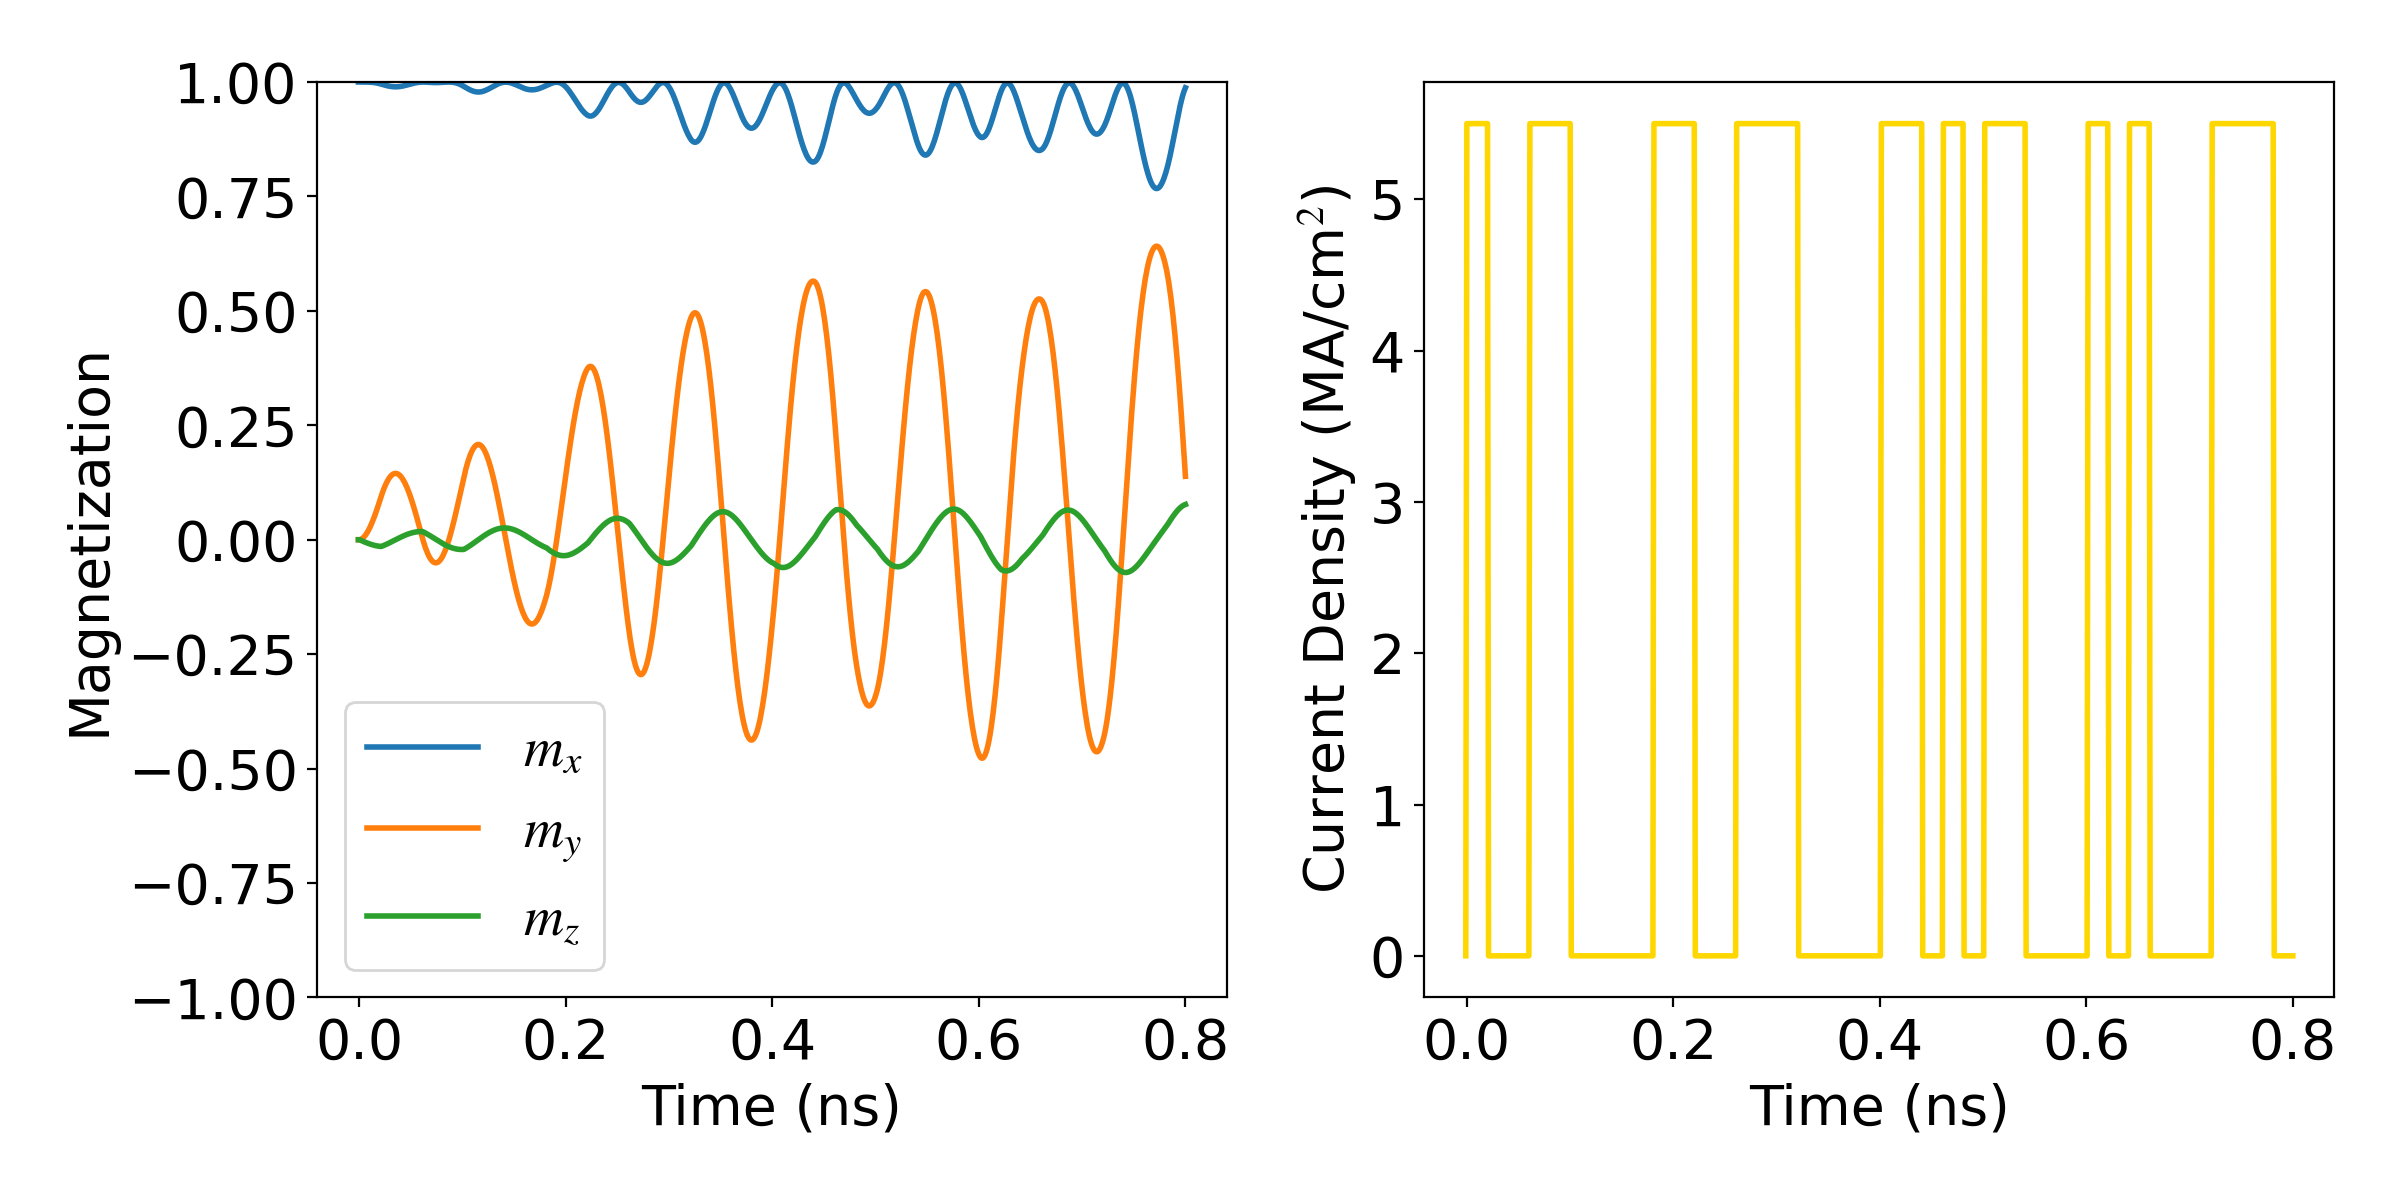 Magnetization
1.00
0.75
0.50
0.25
0.00
−0.25
−0.50
−0.75
−1.00
m_x
m_y
m_z
0.0 0.2 0.4 0.6 0.8
Time (ns)
Current Density (MA/cm²)
5
4
3
2
1
0
0.0 0.2 0.4 0.6 0.8
Time (ns)